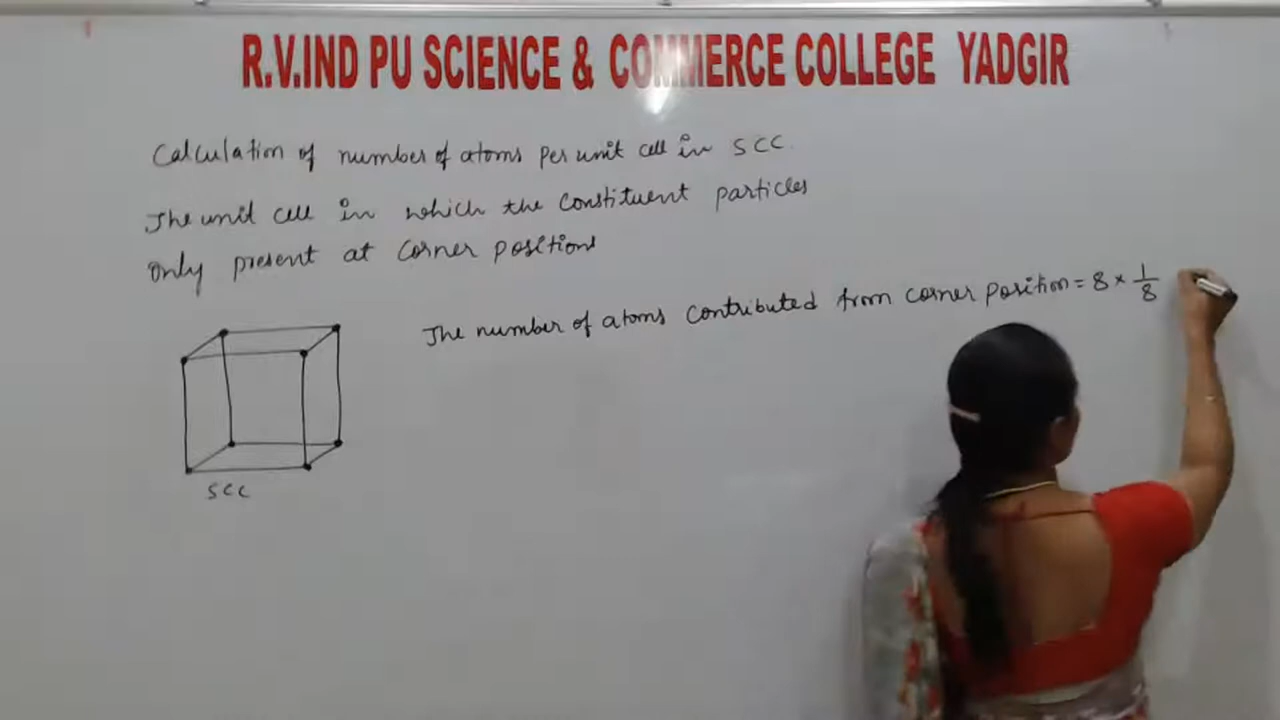 R.V.IND PU SCIENCE & COMMERCE COLLEGE YADGIR
Calculation of number of atoms per unit cell in SCC.
The unit cell in which the constituent particles
only present at corner positions
The number of atoms contributed from corner position = 8 × 1/8
SCC